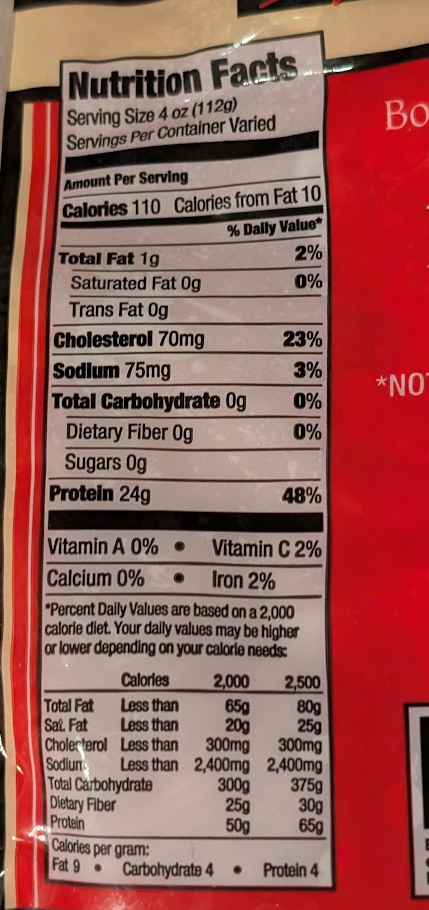 Nutrition Facts
Serving Size 4 oz (112g)
Servings Per Container Varied
Amount Per Serving
Calories 110 Calories from Fat 10
% Daily Value*
Total Fat 1g 2%
Saturated Fat 0g 0%
Trans Fat 0g
Cholesterol 70mg 23%
Sodium 75mg 3%
Total Carbohydrate 0g 0%
Dietary Fiber 0g 0%
Sugars 0g
Protein 24g 48%
Vitamin A 0% • Vitamin C 2%
Calcium 0% • Iron 2%
*Percent Daily Values are based on a 2,000
calorie diet. Your daily values may be higher
or lower depending on your calorie needs:
Calories 2,000 2,500
Total Fat Less than 65g 80g
Sat. Fat Less than 20g 25g
Cholesterol Less than 300mg 300mg
Sodium Less than 2,400mg 2,400mg
Total Carbohydrate 300g 375g
Dietary Fiber 25g 30g
Protein 50g 65g
Calories per gram:
Fat 9 • Carbohydrate 4 • Protein 4
Bo
*NOT